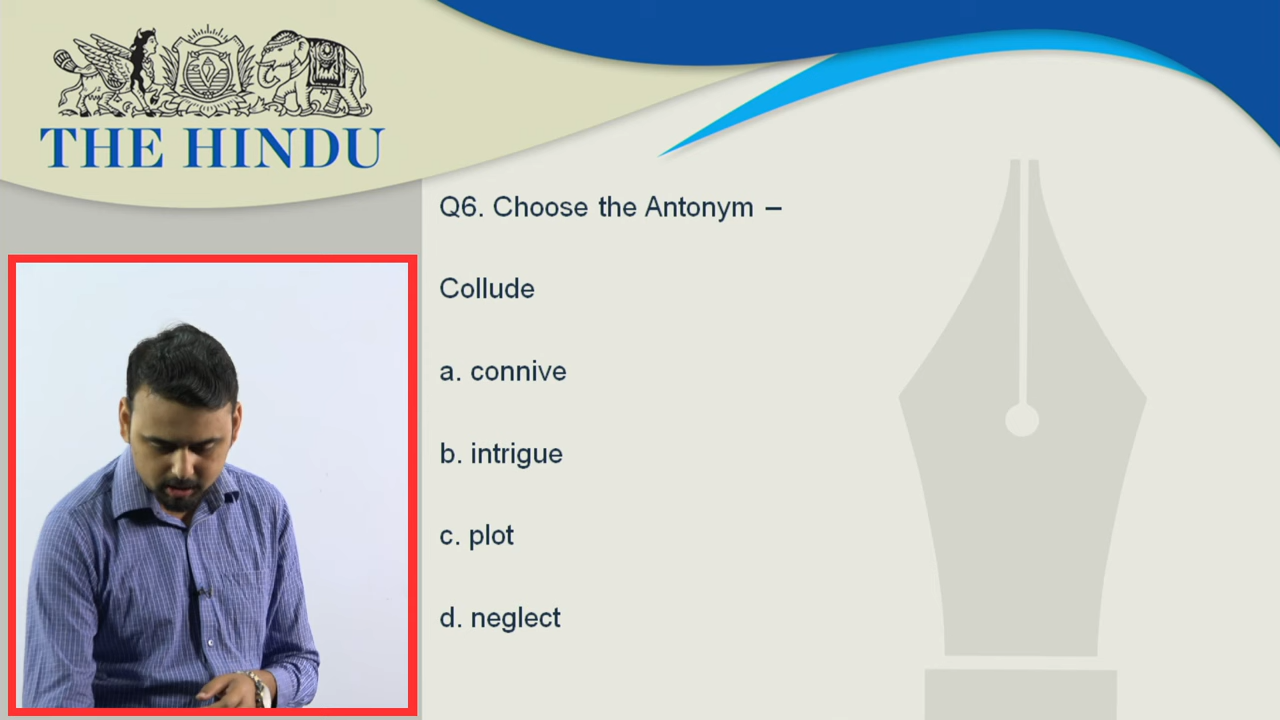 THE HINDU
Q6. Choose the Antonym –
Collude
a. connive
b. intrigue
c. plot
d. neglect